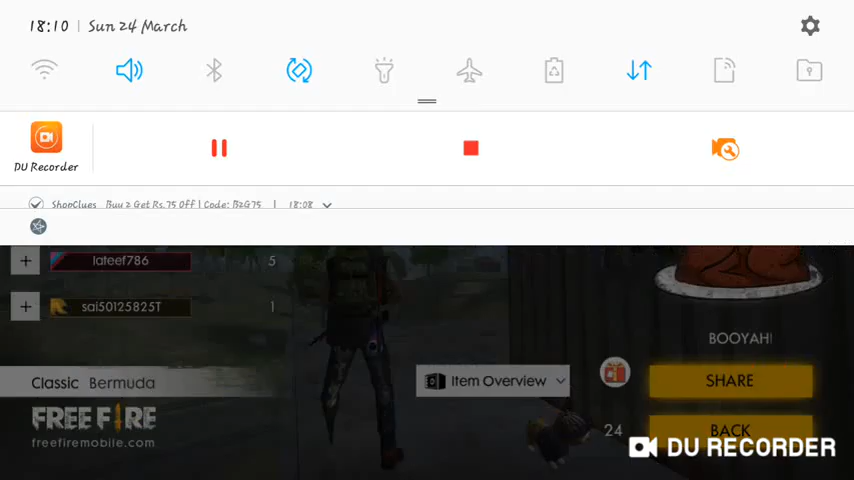 18:10 | Sun 24 March
DU Recorder
ShopClues Buy 2 Get Rs.75 Off | Code: B2G75 | 18:08
+ lateef786 5
+ sai50125825T 1
BOOYAH!
Classic Bermuda
Item Overview
SHARE
FREE FIRE
freefiremobile.com
24
BACK
DU RECORDER